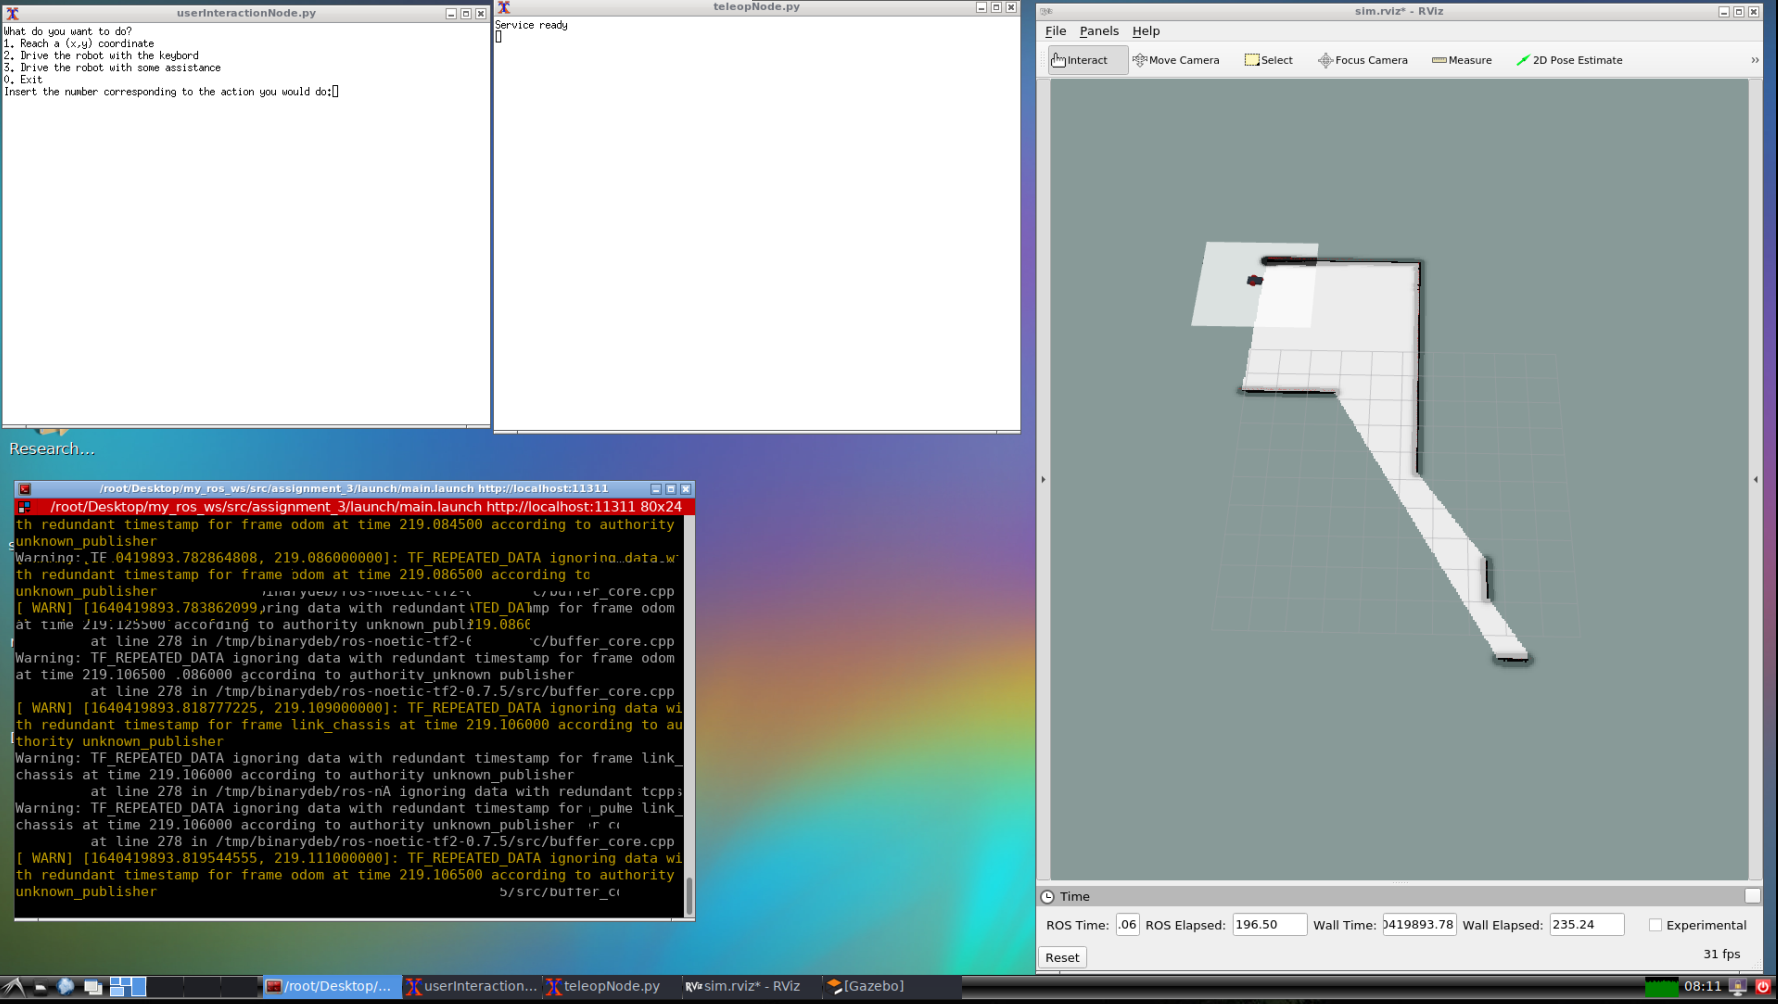 userInteractionNode.py
What do you want to do?
1. Reach a (x,y) coordinate
2. Drive the robot with the keybord
3. Drive the robot with some assistance
0. Exit
Insert the number corresponding to the action you would do:
teleopNode.py
Service ready
Research...
/root/Desktop/my_ros_ws/src/assignment_3/launch/main.launch http://localhost:11311
/root/Desktop/my_ros_ws/src/assignment_3/launch/main.launch http://localhost:11311 80x24
th redundant timestamp for frame odom at time 219.084500 according to authority
unknown_publisher
Warning: TF 0419893.782864808, 219.086000000]: TF_REPEATED_DATA ignoring data wi
th redundant timestamp for frame odom at time 219.086500 according to
unknown_publisher /binarydeb/ros-noetic-tf2- c/buffer_core.cpp
[ WARN] [1640419893.783862099, ring data with redundant TED_DAT mp for frame odom
at time 219.125500 according to authority unknown_publi 219.0860
at line 278 in /tmp/binarydeb/ros-noetic-tf2- c/buffer_core.cpp
Warning: TF_REPEATED_DATA ignoring data with redundant timestamp for frame odom
at time 219.106500 .086000 according to authority unknown_publisher
at line 278 in /tmp/binarydeb/ros-noetic-tf2-0.7.5/src/buffer_core.cpp
[ WARN] [1640419893.818777225, 219.109000000]: TF_REPEATED_DATA ignoring data wi
th redundant timestamp for frame link_chassis at time 219.106000 according to au
thority unknown_publisher
Warning: TF_REPEATED_DATA ignoring data with redundant timestamp for frame link_
chassis at time 219.106000 according to authority unknown_publisher
at line 278 in /tmp/binarydeb/ros-nA ignoring data with redundant tcpps
Warning: TF_REPEATED_DATA ignoring data with redundant timestamp for link_
chassis at time 219.106000 according to authority unknown_publisher
at line 278 in /tmp/binarydeb/ros-noetic-tf2-0.7.5/src/buffer_core.cpp
[ WARN] [1640419893.819544555, 219.111000000]: TF_REPEATED_DATA ignoring data wi
th redundant timestamp for frame odom at time 219.106500 according to authority
unknown_publisher 5/src/buffer_co
sim.rviz* - RViz
File Panels Help
Interact Move Camera Select Focus Camera Measure 2D Pose Estimate »
Time
ROS Time: .06 ROS Elapsed: 196.50 Wall Time: 0419893.78 Wall Elapsed: 235.24 Experimental
Reset 31 fps
/root/Desktop/... userInteraction... teleopNode.py RViz sim.rviz* - RViz [Gazebo] 08:11